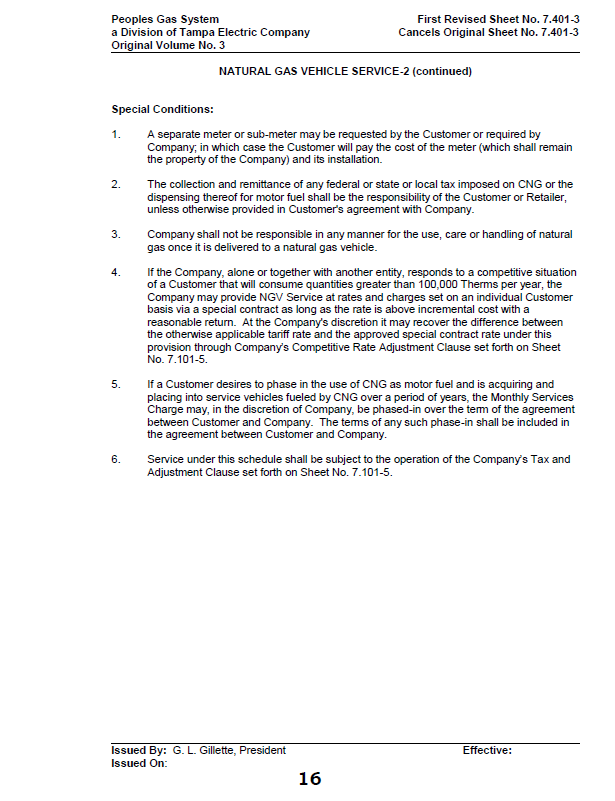 Peoples Gas System First Revised Sheet No. 7.401-3
a Division of Tampa Electric Company Cancels Original Sheet No. 7.401-3
Original Volume No. 3
NATURAL GAS VEHICLE SERVICE-2 (continued)
Special Conditions:
1. A separate meter or sub-meter may be requested by the Customer or required by
Company; in which case the Customer will pay the cost of the meter (which shall remain
the property of the Company) and its installation.
2. The collection and remittance of any federal or state or local tax imposed on CNG or the
dispensing thereof for motor fuel shall be the responsibility of the Customer or Retailer,
unless otherwise provided in Customer's agreement with Company.
3. Company shall not be responsible in any manner for the use, care or handling of natural
gas once it is delivered to a natural gas vehicle.
4. If the Company, alone or together with another entity, responds to a competitive situation
of a Customer that will consume quantities greater than 100,000 Therms per year, the
Company may provide NGV Service at rates and charges set on an individual Customer
basis via a special contract as long as the rate is above incremental cost with a
reasonable return. At the Company's discretion it may recover the difference between
the otherwise applicable tariff rate and the approved special contract rate under this
provision through Company's Competitive Rate Adjustment Clause set forth on Sheet
No. 7.101-5.
5. If a Customer desires to phase in the use of CNG as motor fuel and is acquiring and
placing into service vehicles fueled by CNG over a period of years, the Monthly Services
Charge may, in the discretion of Company, be phased-in over the term of the agreement
between Customer and Company. The terms of any such phase-in shall be included in
the agreement between Customer and Company.
6. Service under this schedule shall be subject to the operation of the Company's Tax and
Adjustment Clause set forth on Sheet No. 7.101-5.
Issued By: G. L. Gillette, President Effective:
Issued On:
16